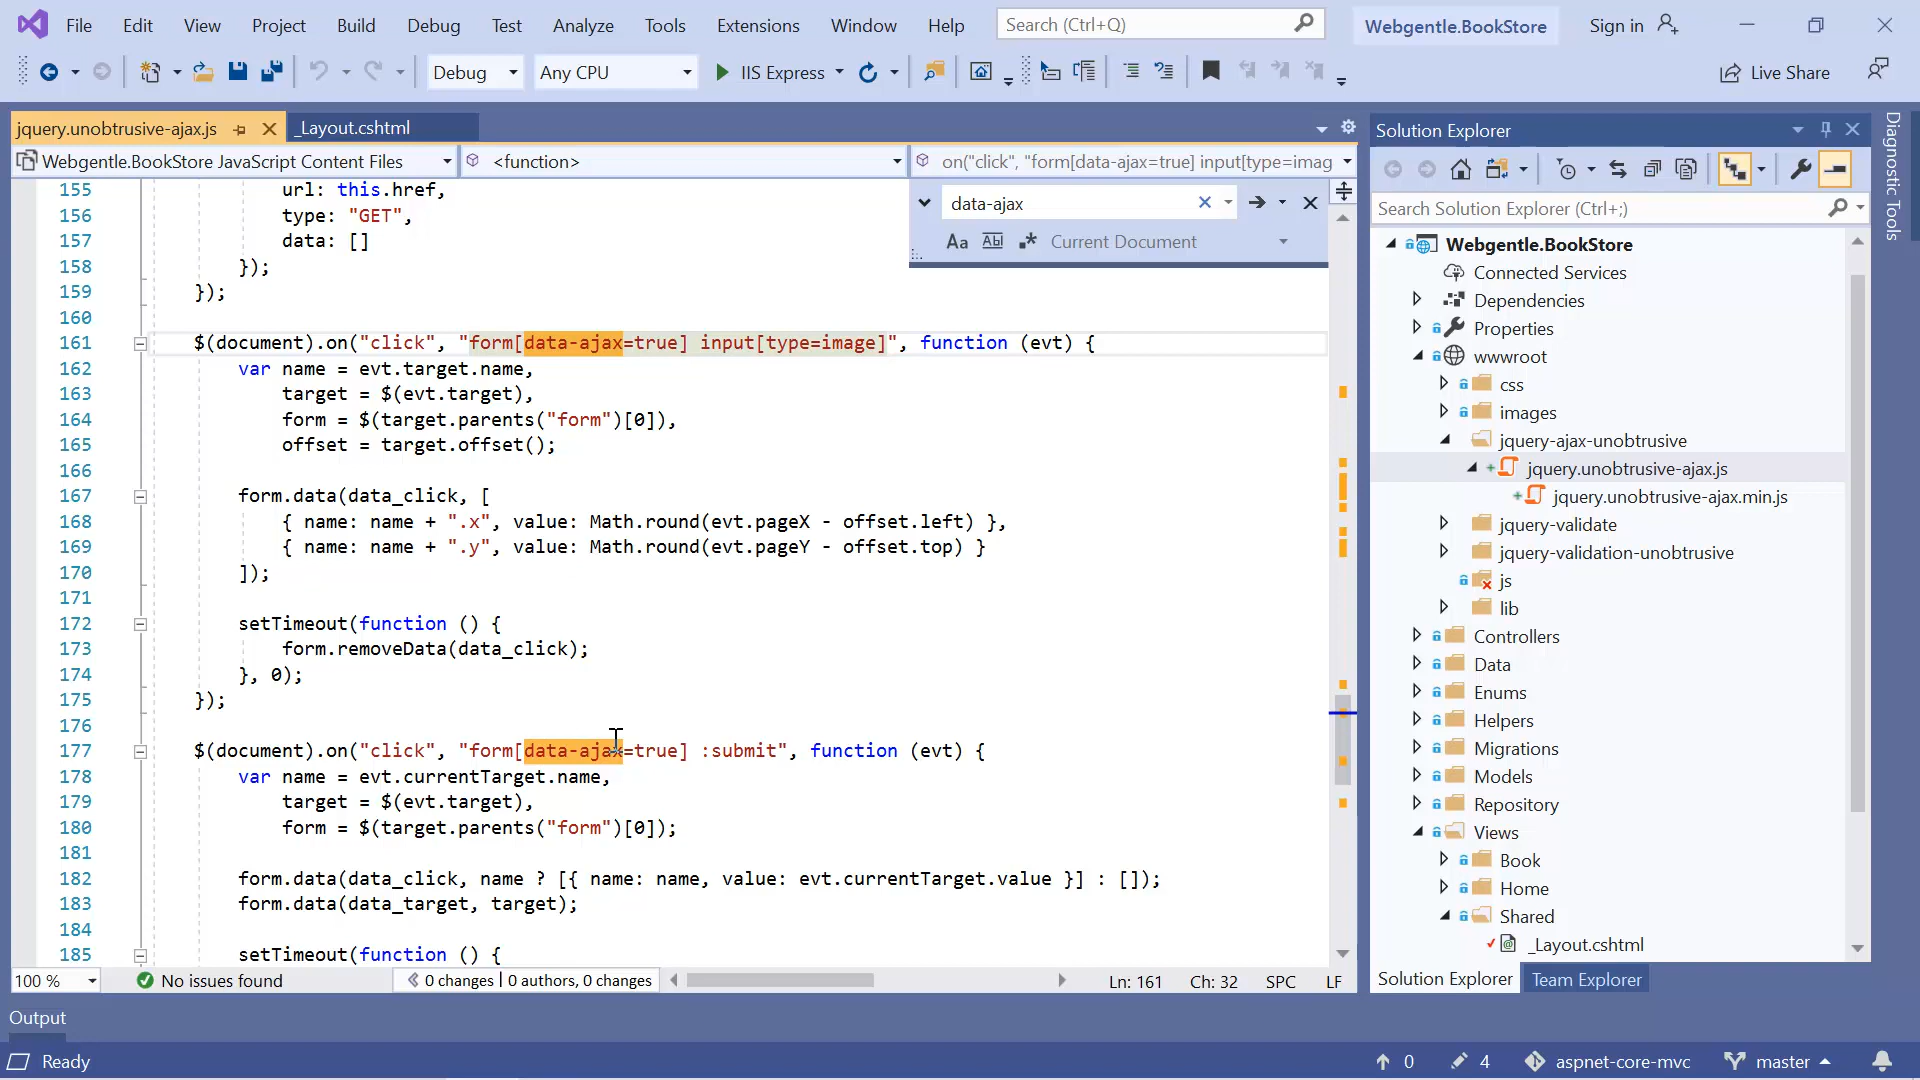 File Edit View Project Build Debug Test Analyze Tools Extensions Window Help Search (Ctrl+Q) Webgentle.BookStore Sign in
Debug Any CPU IIS Express Live Share
jquery.unobtrusive-ajax.js _Layout.cshtml
Webgentle.BookStore JavaScript Content Files <function> on("click", "form[data-ajax=true] input[type=imag
data-ajax
Aa Abl Current Document
155 url: this.href,
156 type: "GET",
157 data: []
158 });
159 });
160
161 $(document).on("click", "form[data-ajax=true] input[type=image]", function (evt) {
162 var name = evt.target.name,
163 target = $(evt.target),
164 form = $(target.parents("form")[0]),
165 offset = target.offset();
166
167 form.data(data_click, [
168 { name: name + ".x", value: Math.round(evt.pageX - offset.left) },
169 { name: name + ".y", value: Math.round(evt.pageY - offset.top) }
170 ]);
171
172 setTimeout(function () {
173 form.removeData(data_click);
174 }, 0);
175 });
176
177 $(document).on("click", "form[data-ajax=true] :submit", function (evt) {
178 var name = evt.currentTarget.name,
179 target = $(evt.target),
180 form = $(target.parents("form")[0]);
181
182 form.data(data_click, name ? [{ name: name, value: evt.currentTarget.value }] : []);
183 form.data(data_target, target);
184
185 setTimeout(function () {
100 % No issues found 0 changes | 0 authors, 0 changes Ln: 161 Ch: 32 SPC LF
Solution Explorer
Search Solution Explorer (Ctrl+;)
Webgentle.BookStore
Connected Services
Dependencies
Properties
wwwroot
css
images
jquery-ajax-unobtrusive
jquery.unobtrusive-ajax.js
jquery.unobtrusive-ajax.min.js
jquery-validate
jquery-validation-unobtrusive
js
lib
Controllers
Data
Enums
Helpers
Migrations
Models
Repository
Views
Book
Home
Shared
_Layout.cshtml
Solution Explorer Team Explorer
Diagnostic Tools
Output
Ready 0 4 aspnet-core-mvc master